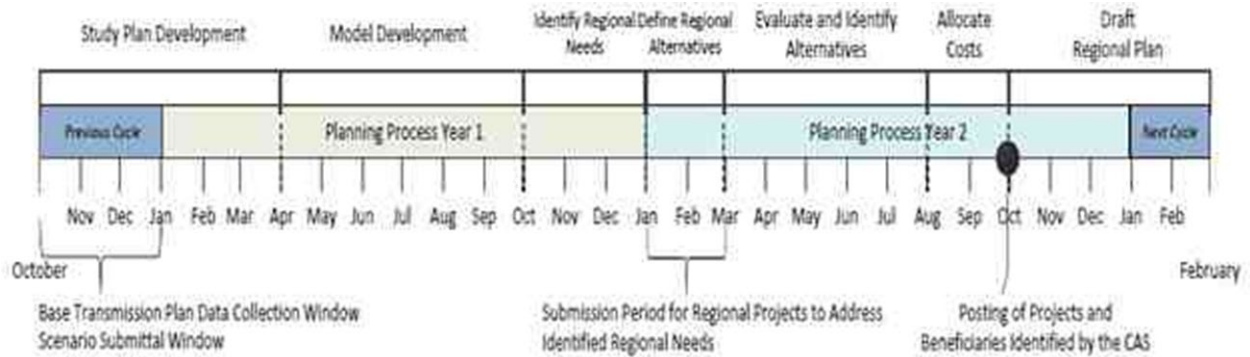 Study Plan Development
Model Development
Identify Regional
Needs
Define Regional
Alternatives
Evaluate and Identify
Alternatives
Allocate
Costs
Draft
Regional Plan
Previous Cycle
Planning Process Year 1
Planning Process Year 2
Next Cycle
Nov Dec Jan Feb Mar Apr May Jun Jul Aug Sep Oct Nov Dec Jan Feb Mar Apr May Jun Jul Aug Sep Oct Nov Dec Jan Feb
October
February
Base Transmission Plan Data Collection Window
Scenario Submittal Window
Submission Period for Regional Projects to Address
Identified Regional Needs
Posting of Projects and
Beneficiaries Identified by the CAS